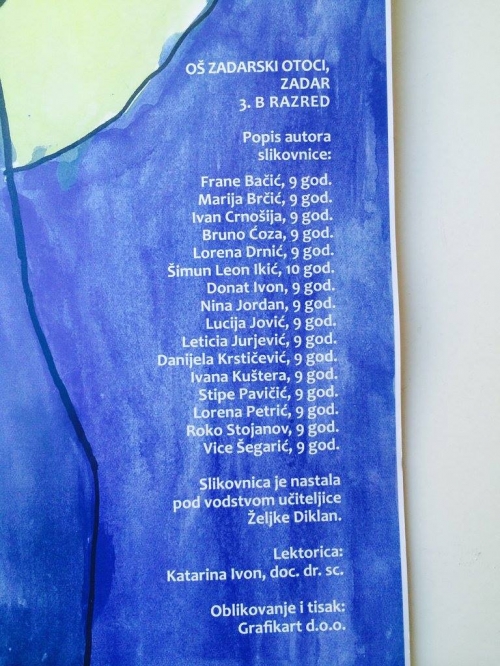 OŠ ZADARSKI OTOCI,
ZADAR
3. B RAZRED
Popis autora
slikovnice:
Frane Bačić, 9 god.
Marija Brčić, 9 god.
Ivan Crnošija, 9 god.
Bruno Ćoza, 9 god.
Lorena Drnić, 9 god.
Šimun Leon Ikić, 10 god.
Donat Ivon, 9 god.
Nina Jordan, 9 god.
Lucija Jović, 9 god.
Leticia Jurjević, 9 god.
Danijela Krstičević, 9 god.
Ivana Kuštera, 9 god.
Stipe Pavičić, 9 god.
Lorena Petrić, 9 god.
Roko Stojanov, 9 god.
Vice Šegarić, 9 god.
Slikovnica je nastala
pod vodstvom učiteljice
Željke Diklan.
Lektorica:
Katarina Ivon, doc. dr. sc.
Oblikovanje i tisak:
Grafikart d.o.o.